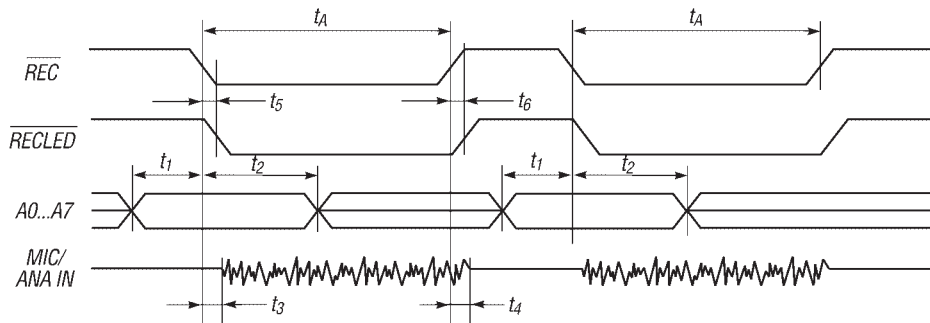 tA tA
REC
t5 t6
RECLED
t1 t2 t1 t2
A0...A7
MIC/
ANA IN
t3 t4